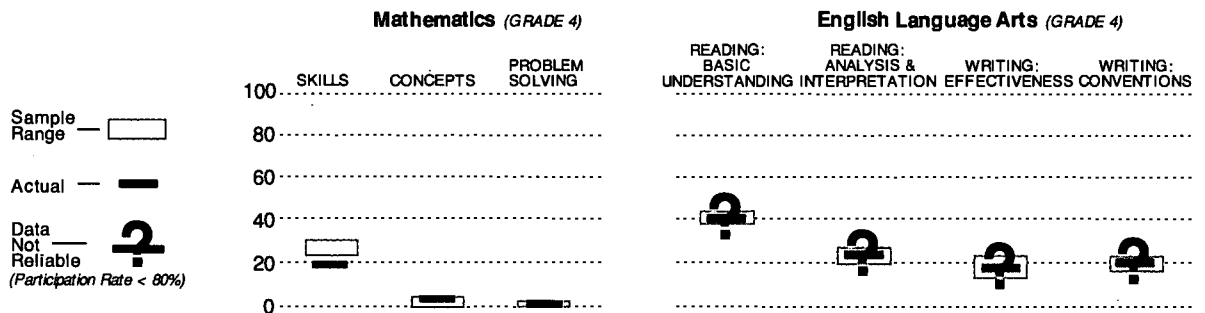 Mathematics (GRADE 4)
SKILLS
CONCEPTS
PROBLEM
SOLVING
English Language Arts (GRADE 4)
READING:
BASIC
UNDERSTANDING
READING:
ANALYSIS &
INTERPRETATION
WRITING:
EFFECTIVENESS
WRITING:
CONVENTIONS
100
80
60
40
20
0
Sample
Range
Actual
Data
Not
Reliable
(Participation Rate < 80%)
?
?
?
?
?